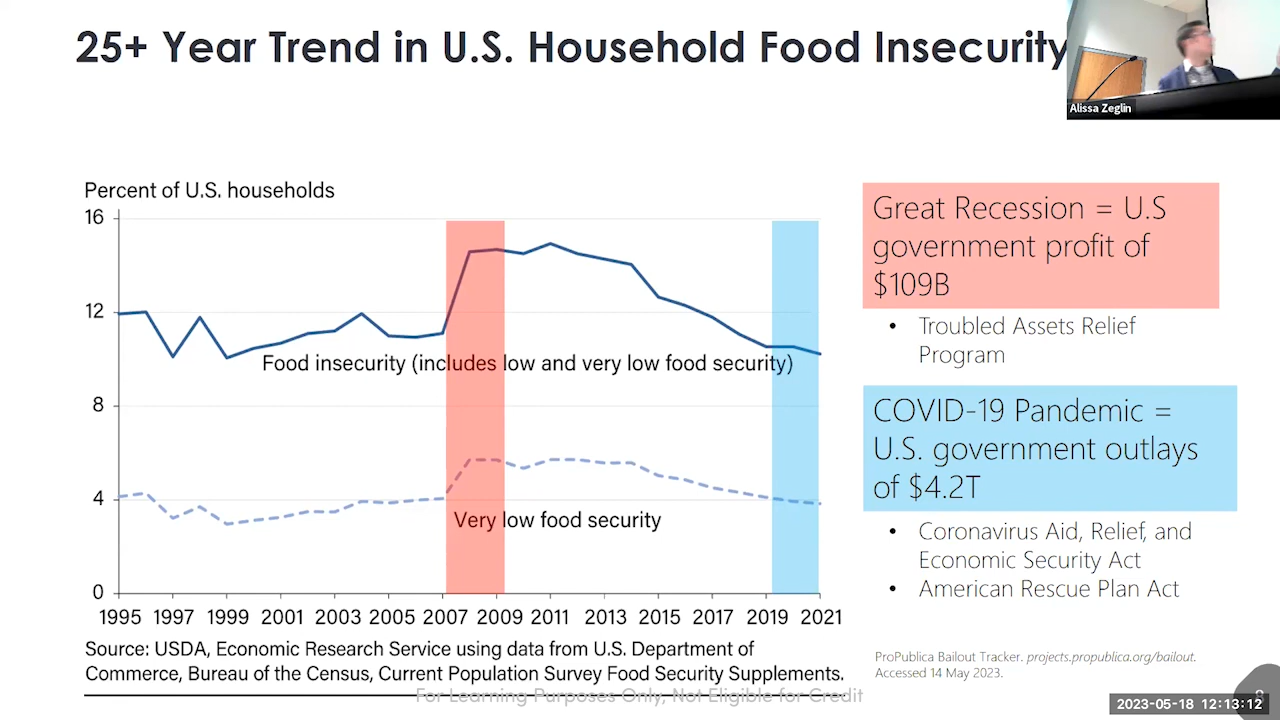 25+ Year Trend in U.S. Household Food Insecurity
Alissa Zeglin
Percent of U.S. households
16
12
8
4
0
Food insecurity (includes low and very low food security)
Very low food security
1995 1997 1999 2001 2003 2005 2007 2009 2011 2013 2015 2017 2019 2021
Source: USDA, Economic Research Service using data from U.S. Department of
Commerce, Bureau of the Census, Current Population Survey Food Security Supplements.
Great Recession = U.S
government profit of
$109B
• Troubled Assets Relief
Program
COVID-19 Pandemic =
U.S. government outlays
of $4.2T
• Coronavirus Aid, Relief, and
Economic Security Act
• American Rescue Plan Act
ProPublica Bailout Tracker. projects.propublica.org/bailout.
Accessed 14 May 2023.
For Learning Purposes Only, Not Eligible for Credit
8
2023-05-18 12:13:12